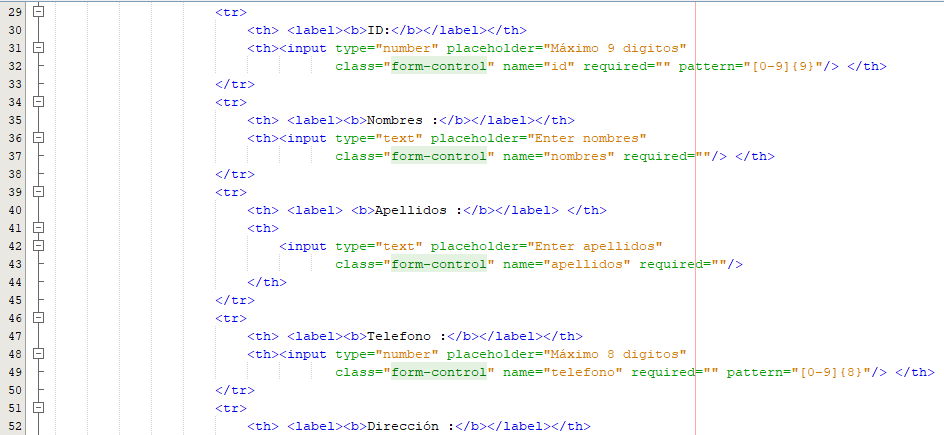 29 <tr>
30 <th> <label><b>ID:</b></label></th>
31 <th><input type="number" placeholder="Máximo 9 digitos"
32 class="form-control" name="id" required="" pattern="[0-9]{9}"/> </th>
33 </tr>
34 <tr>
35 <th> <label><b>Nombres :</b></label></th>
36 <th><input type="text" placeholder="Enter nombres"
37 class="form-control" name="nombres" required=""/> </th>
38 </tr>
39 <tr>
40 <th> <label> <b>Apellidos :</b></label> </th>
41 <th>
42 <input type="text" placeholder="Enter apellidos"
43 class="form-control" name="apellidos" required=""/>
44 </th>
45 </tr>
46 <tr>
47 <th> <label><b>Telefono :</b></label></th>
48 <th><input type="number" placeholder="Máximo 8 digitos"
49 class="form-control" name="telefono" required="" pattern="[0-9]{8}"/> </th>
50 </tr>
51 <tr>
52 <th> <label><b>Dirección :</b></label></th>